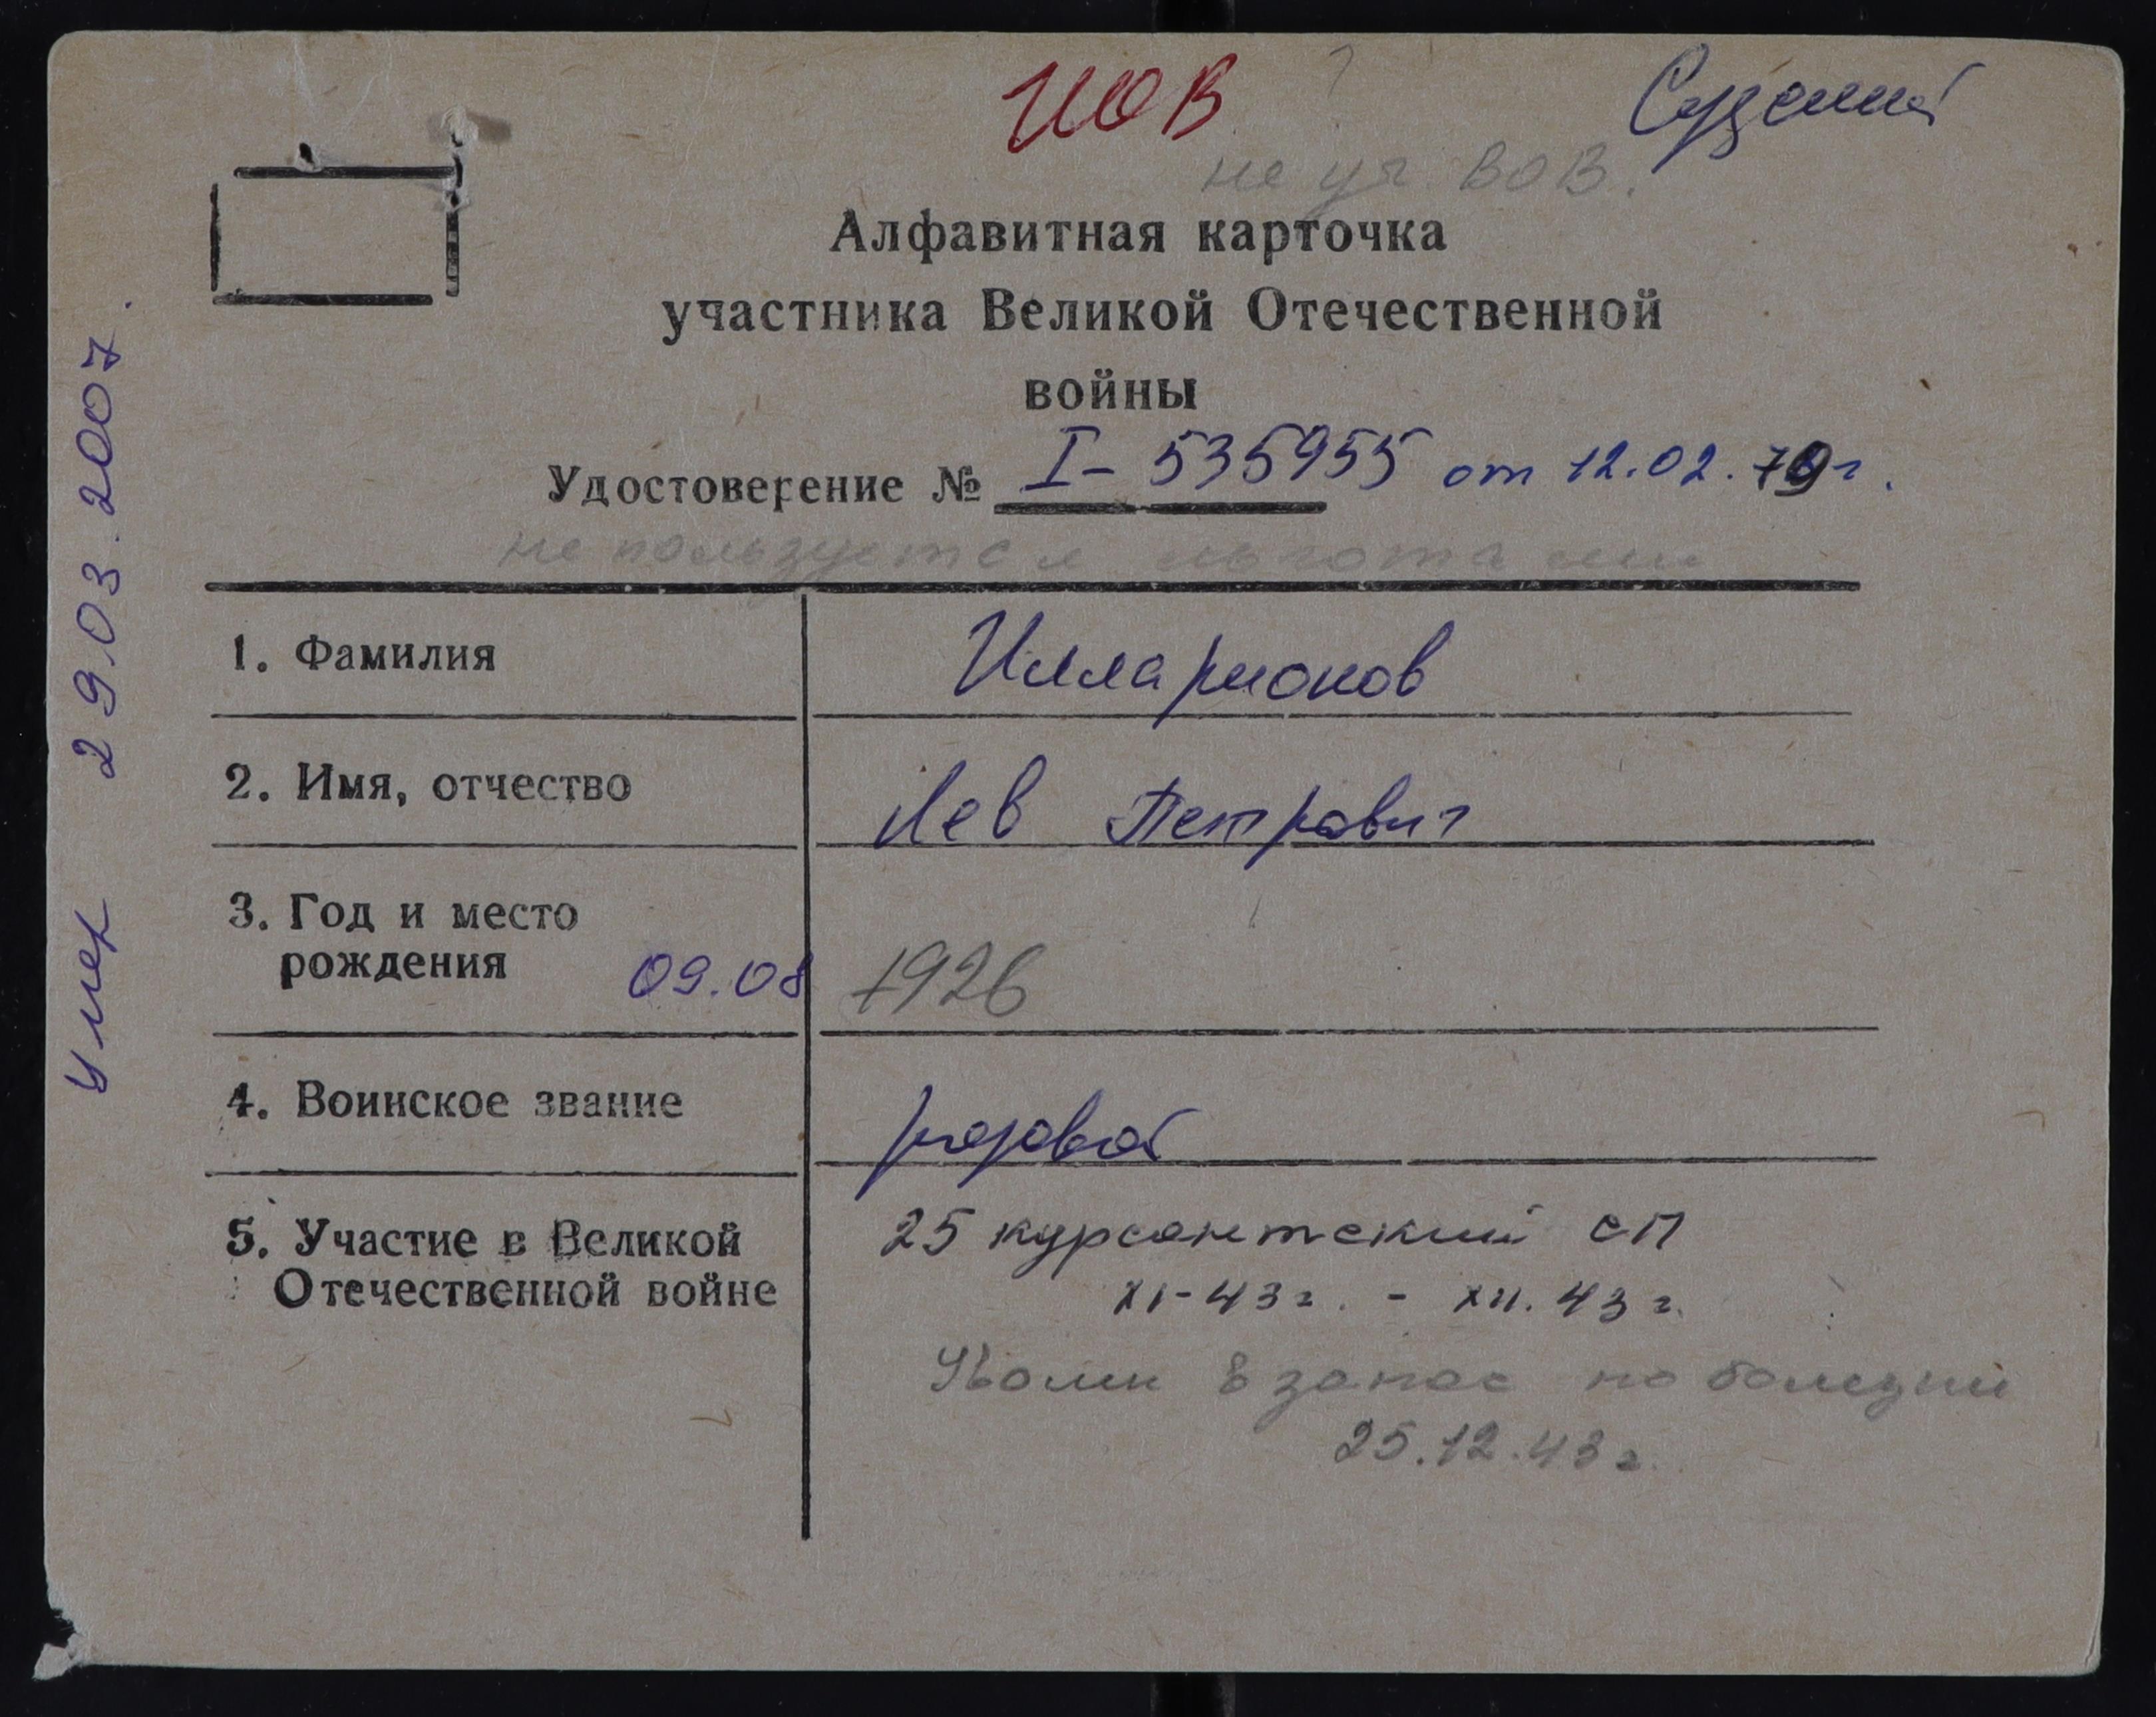 ИОВ
не уч. ВОВ.
Алфавитная карточка
участника Великой Отечественной
войны
Удостоверение № I - 535955 от 12.02.79г.
не пользуется льготами
1. Фамилия Илларионов
2. Имя, отчество Лев Петрович
3. Год и место
рождения 09.08 1926
4. Воинское звание рядовой
5. Участие в Великой
Отечественной войне
25 курсантский СП
XI-43г. - XII.43г.
Уволен в запас по болезни
25.12.43г.
умер 29.03.2007.